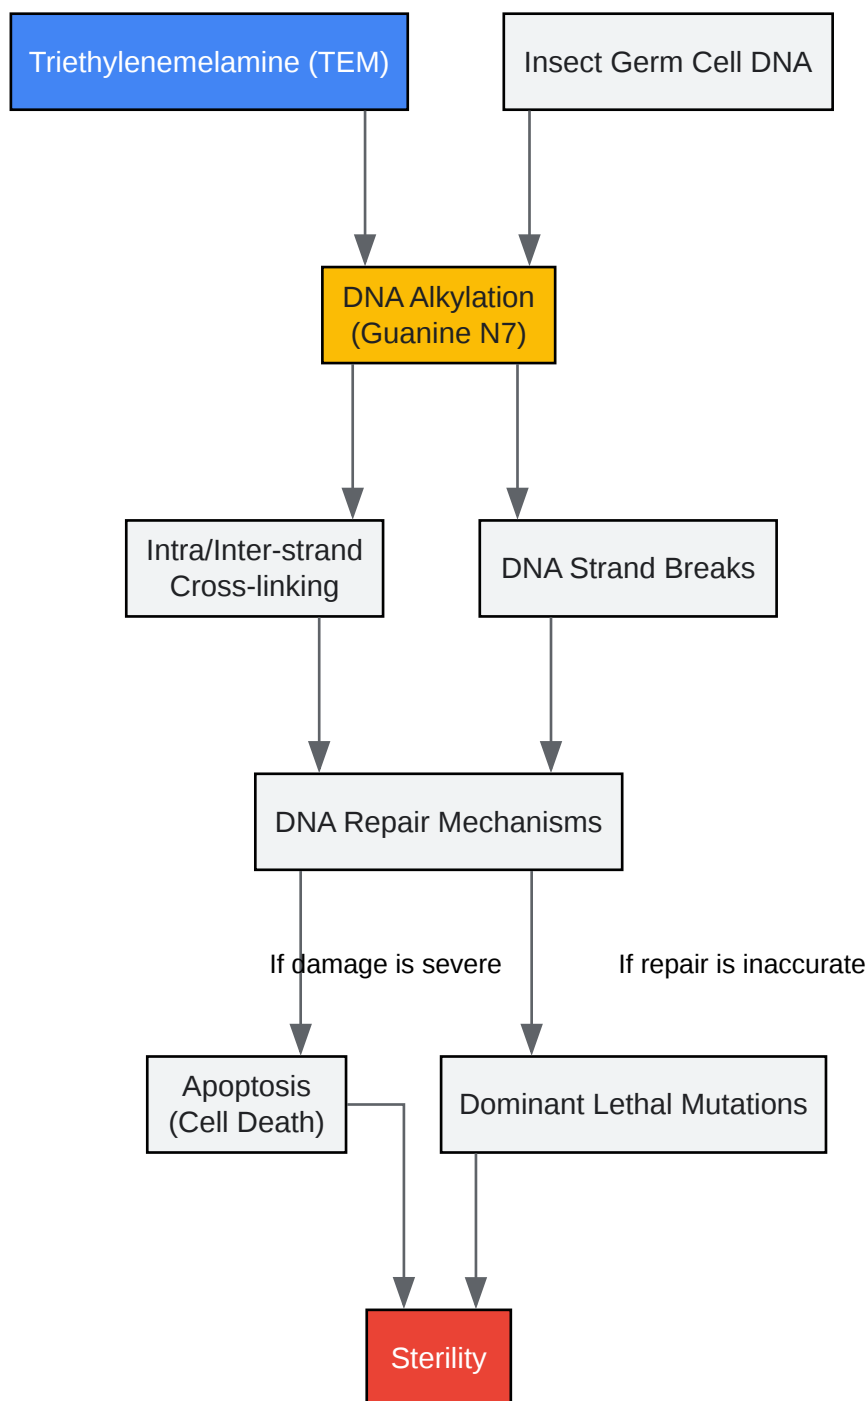 Triethylenemelamine (TEM)
Insect Germ Cell DNA
DNA Alkylation
(Guanine N7)
Intra/Inter-strand
Cross-linking
DNA Strand Breaks
DNA Repair Mechanisms
If damage is severe
If repair is inaccurate
Apoptosis
(Cell Death)
Dominant Lethal Mutations
Sterility